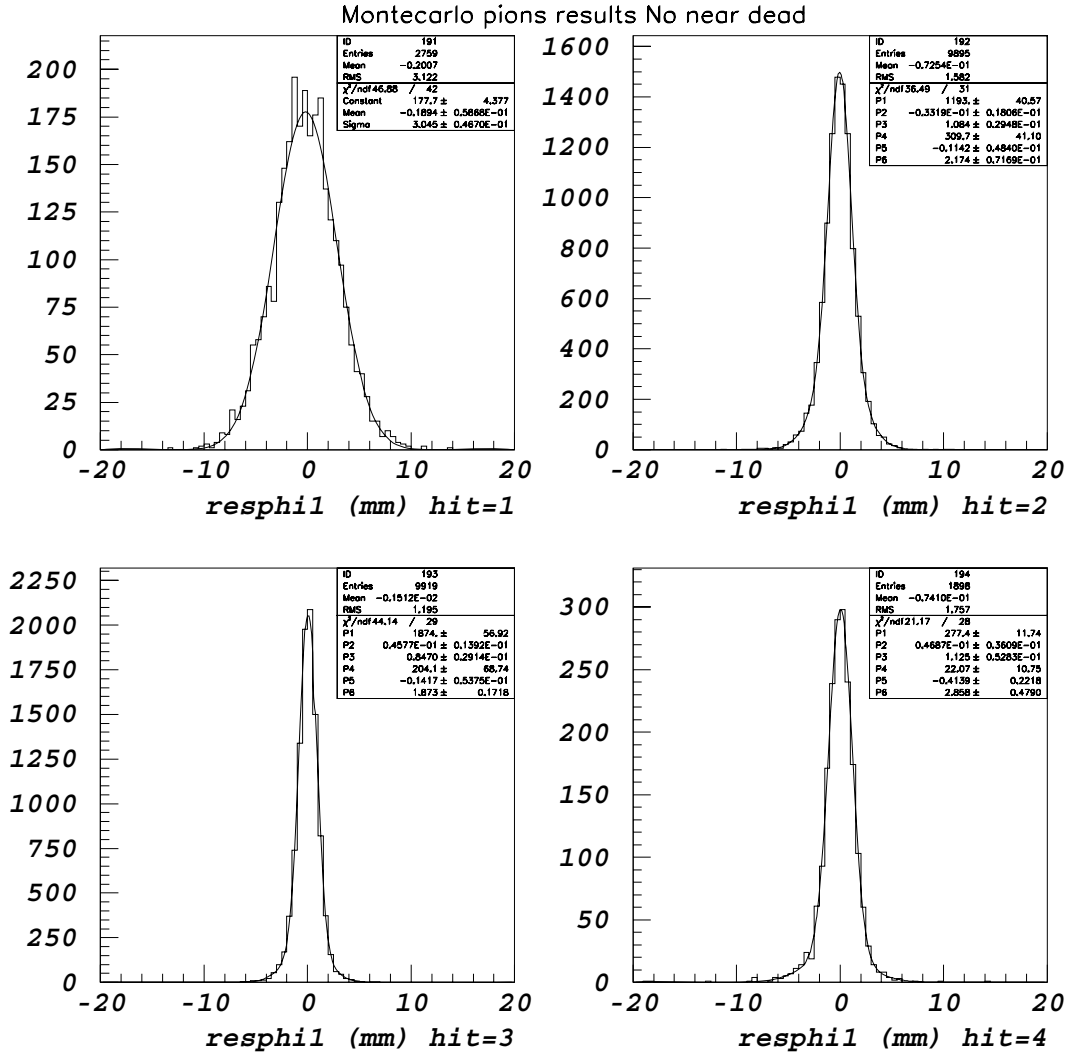 Montecarlo pions results No near dead
ID 191
Entries 2759
Mean -0.2007
RMS 3.122
χ²/ndf 46.88 / 42
Constant 177.7 ± 4.377
Mean -0.1894 ± 0.5868E-01
Sigma 3.045 ± 0.4670E-01
200
175
150
125
100
75
50
25
0
-20 -10 0 10 20
resphi1 (mm) hit=1
ID 192
Entries 9895
Mean -0.7254E-01
RMS 1.582
χ²/ndf 36.49 / 31
P1 1193. ± 40.57
P2 -0.3319E-01 ± 0.1806E-01
P3 1.084 ± 0.2948E-01
P4 309.7 ± 41.10
P5 -0.1142 ± 0.4840E-01
P6 2.174 ± 0.7169E-01
1600
1400
1200
1000
800
600
400
200
0
-20 -10 0 10 20
resphi1 (mm) hit=2
ID 193
Entries 9919
Mean -0.1512E-02
RMS 1.195
χ²/ndf 44.14 / 29
P1 1874. ± 56.92
P2 0.4577E-01 ± 0.1392E-01
P3 0.8470 ± 0.2914E-01
P4 204.1 ± 68.74
P5 -0.1417 ± 0.5375E-01
P6 1.873 ± 0.1718
2250
2000
1750
1500
1250
1000
750
500
250
0
-20 -10 0 10 20
resphi1 (mm) hit=3
ID 194
Entries 1898
Mean -0.7410E-01
RMS 1.757
χ²/ndf 21.17 / 28
P1 277.4 ± 11.74
P2 0.4687E-01 ± 0.3609E-01
P3 1.125 ± 0.5283E-01
P4 22.07 ± 10.75
P5 -0.4139 ± 0.2218
P6 2.858 ± 0.4790
300
250
200
150
100
50
0
-20 -10 0 10 20
resphi1 (mm) hit=4